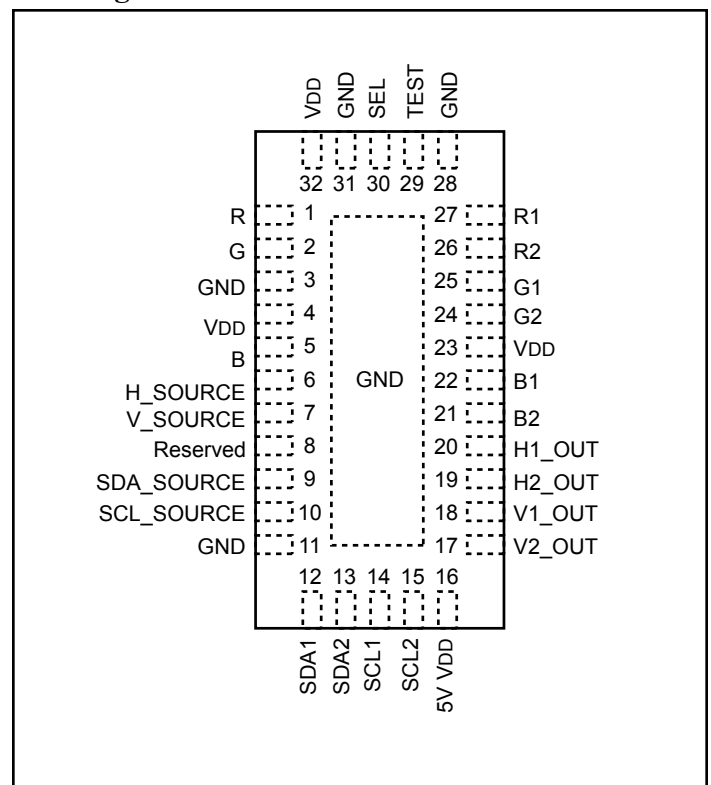 VDD
GND
SEL
TEST
GND
32 31 30 29 28
R 1 27 R1
G 2 26 R2
GND 3 25 G1
VDD 4 24 G2
B 5 23 VDD
H_SOURCE 6 GND 22 B1
V_SOURCE 7 21 B2
Reserved 8 20 H1_OUT
SDA_SOURCE 9 19 H2_OUT
SCL_SOURCE 10 18 V1_OUT
GND 11 17 V2_OUT
12 13 14 15 16
SDA1
SDA2
SCL1
SCL2
5V VDD